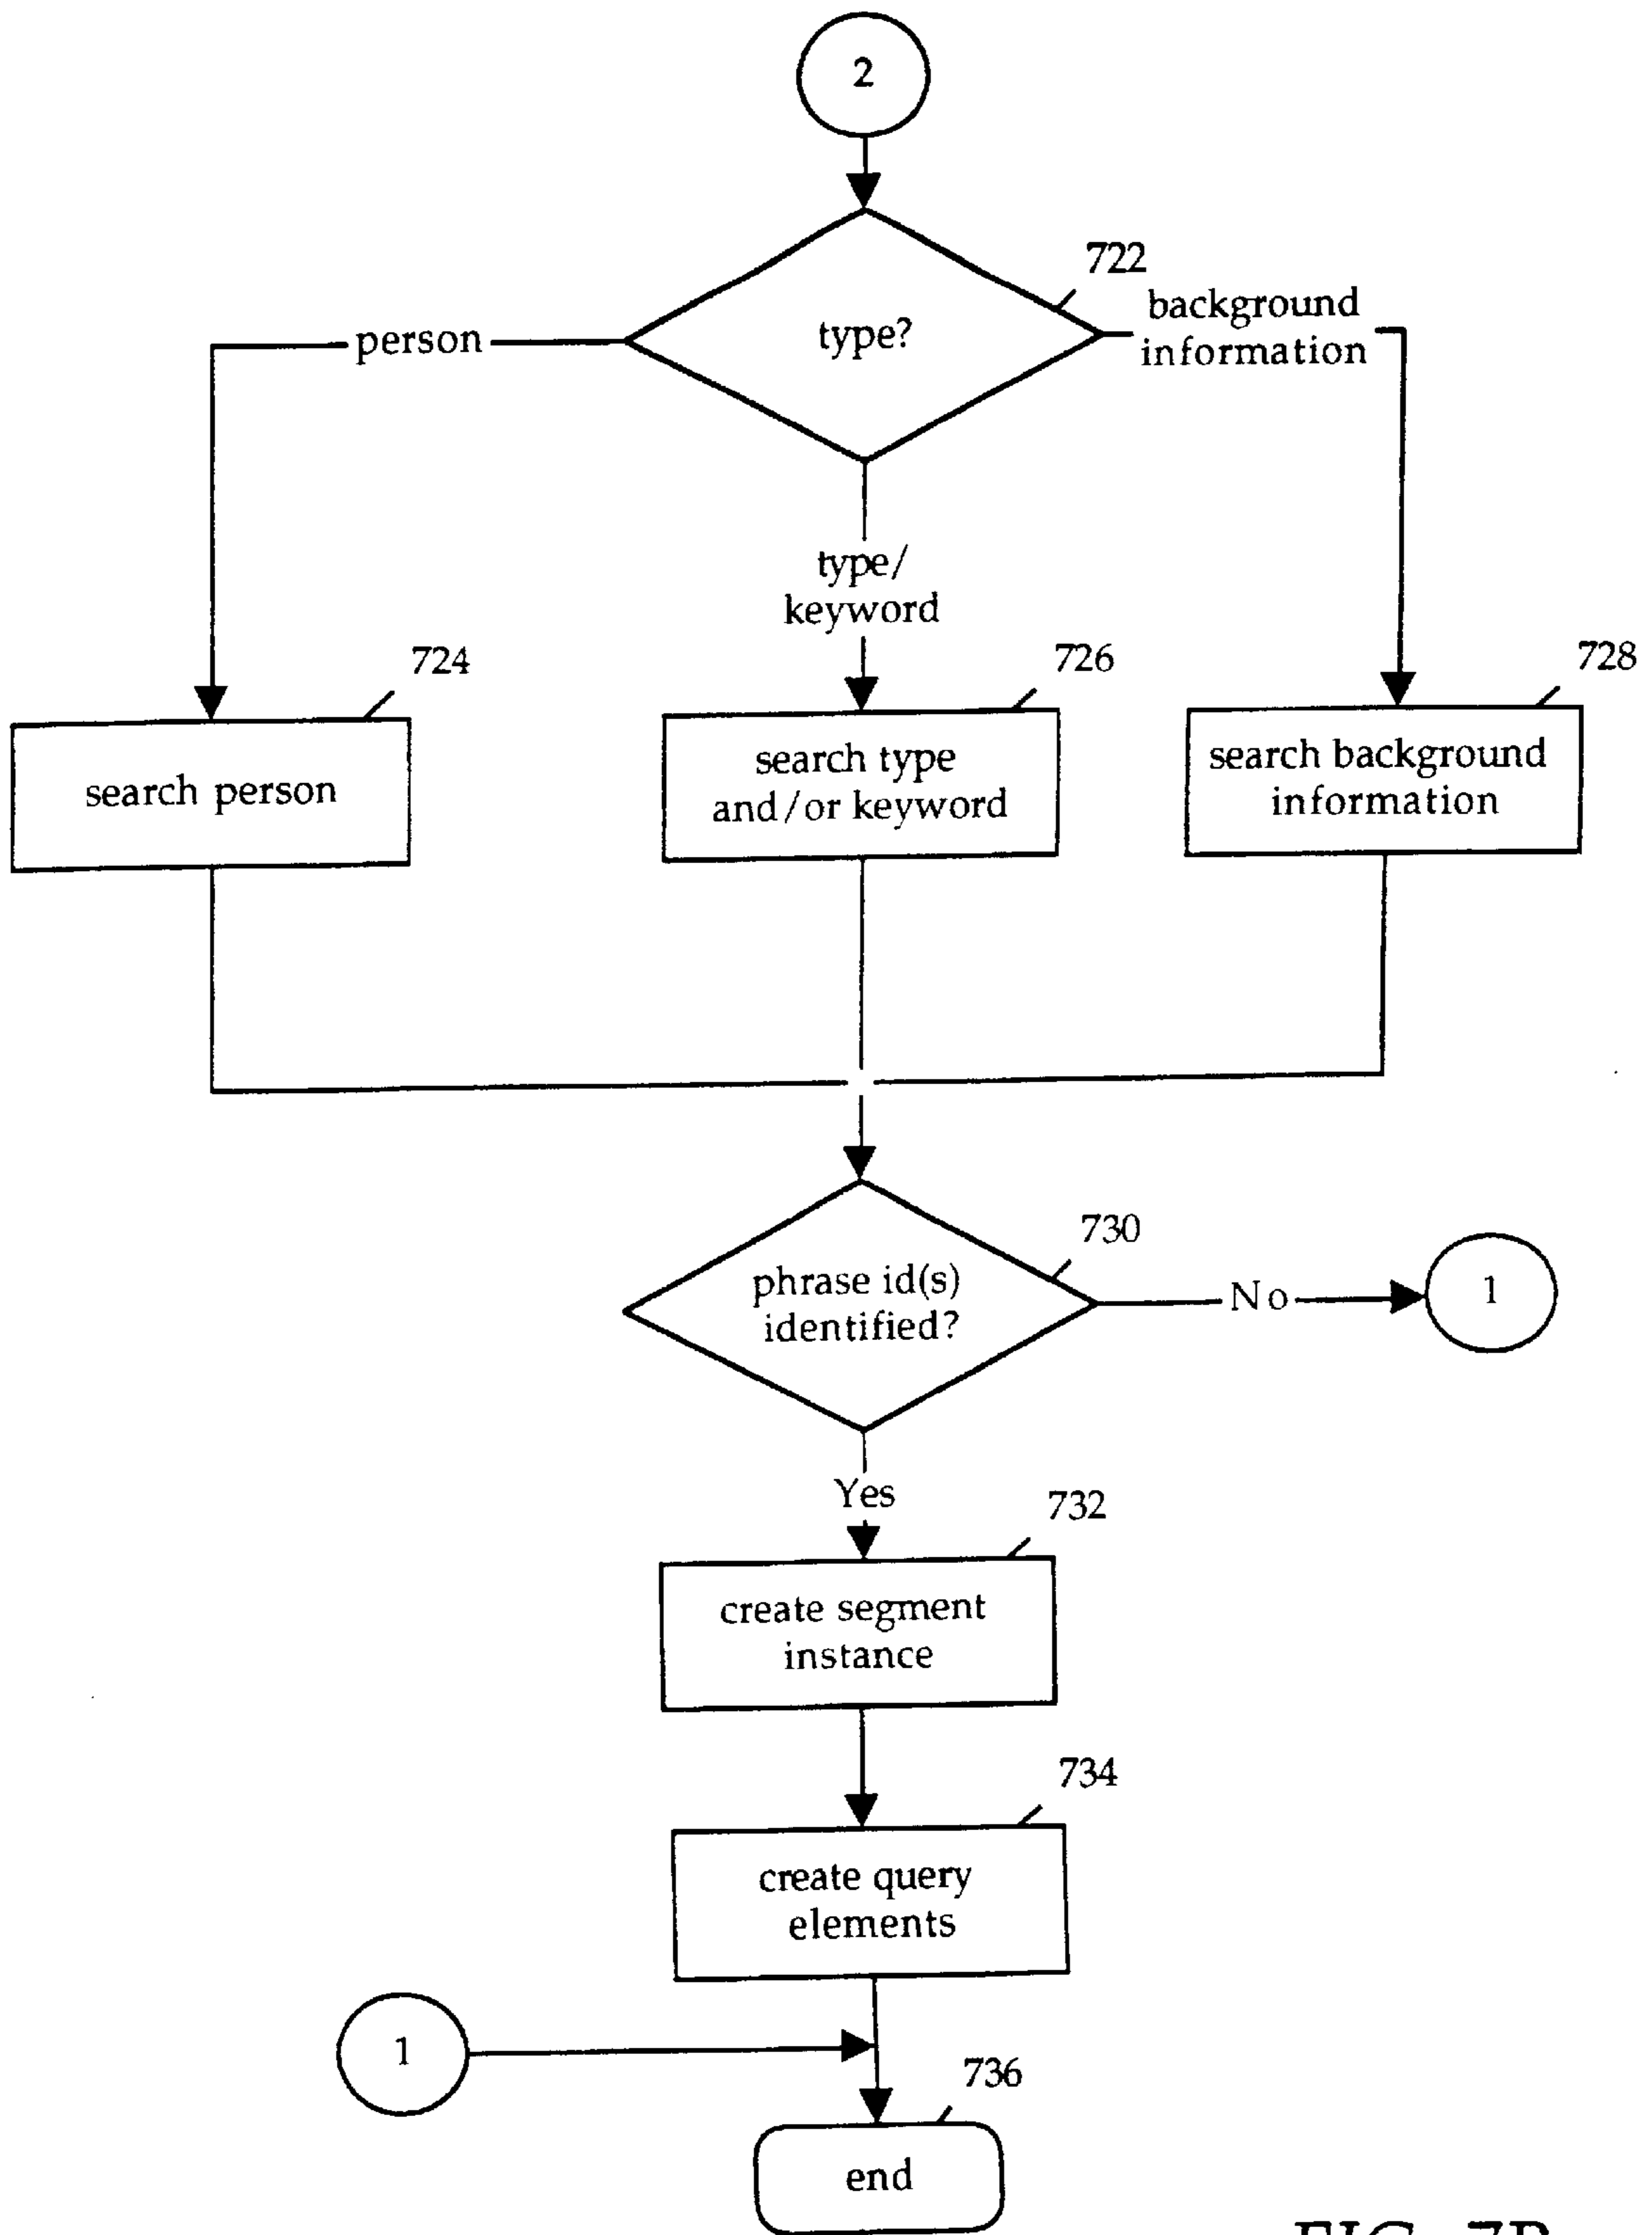 2
722
type?
person
background
information
type/
keyword
724
726
728
search person
search type
and/or keyword
search background
information
730
phrase id(s)
identified?
No
1
Yes
732
create segment
instance
734
create query
elements
1
736
end